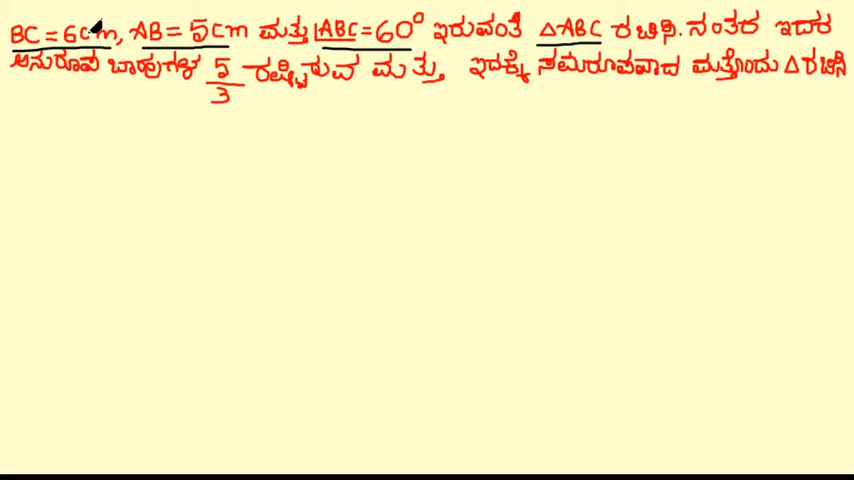 BC = 6cm, AB = 5cm ಮತ್ತು ∠ABC = 60° ಇರುವಂತೆ △ABC ರಚಿಸಿ. ನಂತರ ಇದರ
ಅನುರೂಪ ಬಾಹುಗಳ 5/3 ರಷ್ಟಿರುವ ಮತ್ತು ಇದಕ್ಕೆ ಸಮರೂಪವಾದ ಮತ್ತೊಂದು △ ರಚಿಸಿ